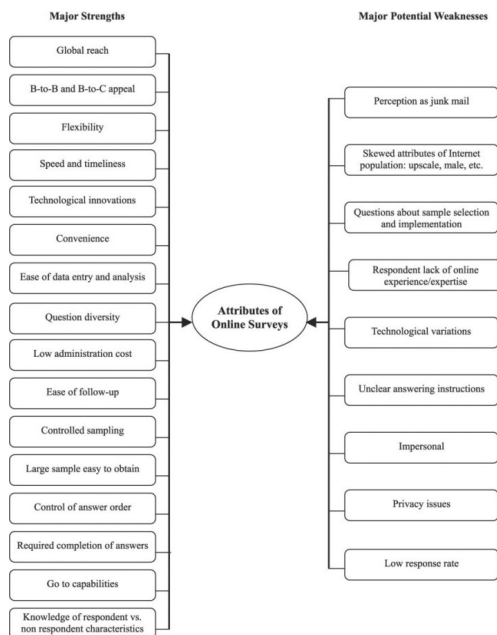 Major Strengths
Global reach
B-to-B and B-to-C appeal
Flexibility
Speed and timeliness
Technological innovations
Convenience
Ease of data entry and analysis
Question diversity
Low administration cost
Ease of follow-up
Controlled sampling
Large sample easy to obtain
Control of answer order
Required completion of answers
Go to capabilities
Knowledge of respondent vs.
non respondent characteristics
Attributes of
Online Surveys
Major Potential Weaknesses
Perception as junk mail
Skewed attributes of Internet
population: upscale, male, etc.
Questions about sample selection
and implementation
Respondent lack of online
experience/expertise
Technological variations
Unclear answering instructions
Impersonal
Privacy issues
Low response rate